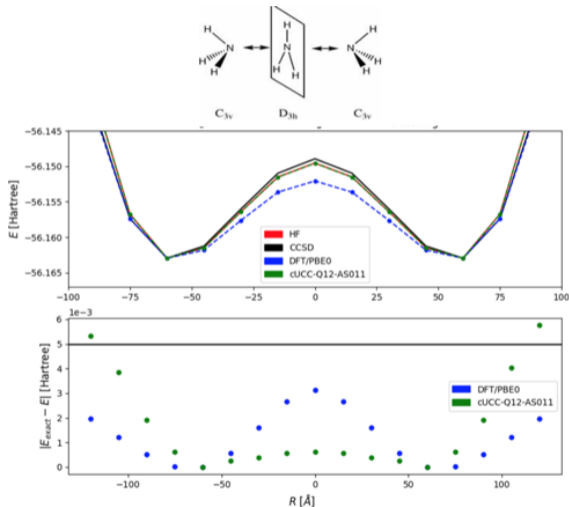 H N H H N H H H N H H
C3v D3h C3v
E [Hartree]
−56.145
−56.150
−56.155
−56.160
−56.165
HF
CCSD
DFT/PBE0
cUCC-Q12-AS011
−100 −75 −50 −25 0 25 50 75 100
1e−3
|E_exact − E| [Hartree]
6
5
4
3
2
1
0
DFT/PBE0
cUCC-Q12-AS011
−100 −50 0 50 100
R [Å]